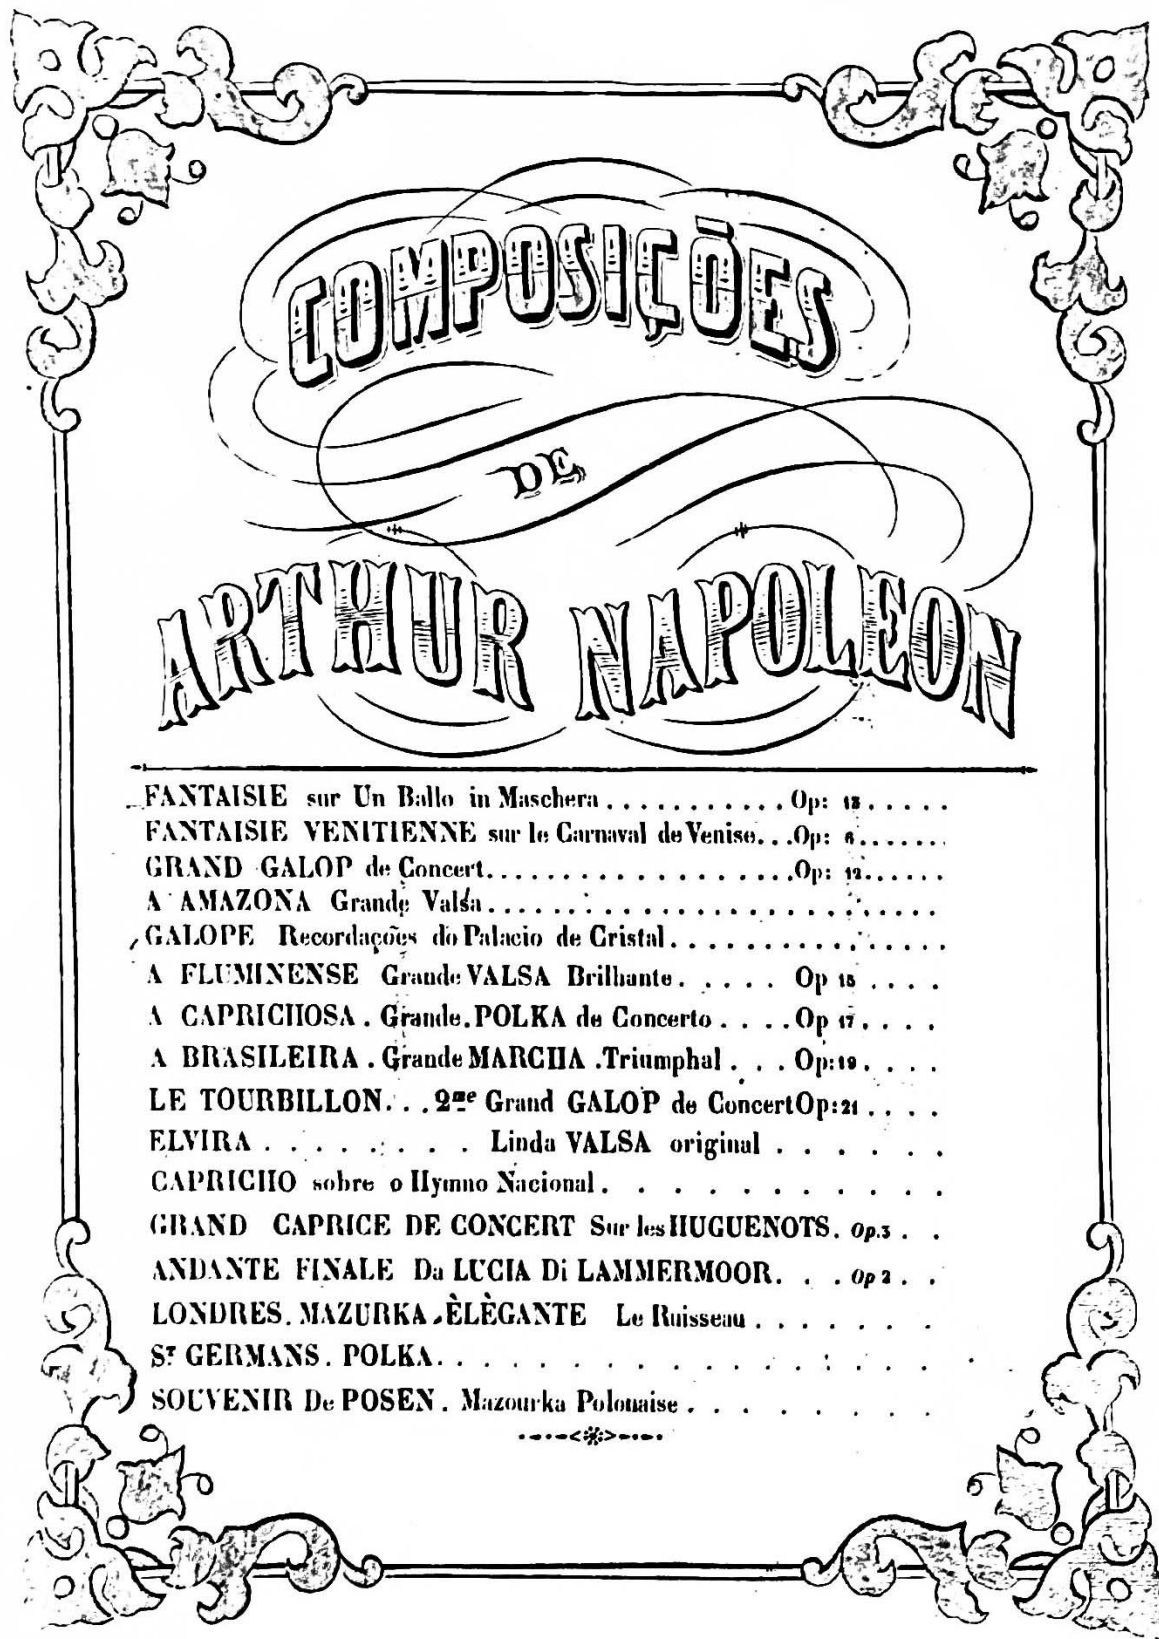 COMPOSIÇÕES
DE
ARTHUR NAPOLEON
FANTAISIE sur Un Ballo in Maschera . . . . . . . . . . . Op: 13 . . . . .
FANTAISIE VENITIENNE sur le Carnaval de Venise. . . Op: 6 . . . . . . .
GRAND GALOP de Concert. . . . . . . . . . . . . . . . . . Op: 12 . . . . .
A AMAZONA Grande Valsa . . . . . . . . . . . . . . . . . . . . . . .
GALOPE Recordações do Palacio de Cristal . . . . . . . . . . . . . .
A FLUMINENSE Grande VALSA Brilhante . . . . . Op 15 . . . .
A CAPRICHOSA . Grande . POLKA de Concerto . . . . Op 17 . . . .
A BRASILEIRA . Grande MARCHA . Triumphal . . . Op: 19 . . . .
LE TOURBILLON. . . 2me Grand GALOP de Concert Op: 21 . . . .
ELVIRA . . . . . . . . Linda VALSA original . . . . . .
CAPRICHO sobre o Hymno Nacional . . . . . . . . . .
GRAND CAPRICE DE CONCERT Sur les HUGUENOTS. Op. 3 . .
ANDANTE FINALE Da LUCIA Di LAMMERMOOR. . . Op 2 . .
LONDRES. MAZURKA . ÈLÈGANTE Le Ruisseau . . . . . . .
ST GERMANS. POLKA. . . . . . . . . . . . . . .
SOUVENIR De POSEN . Mazourka Polonaise . . . . . . . .